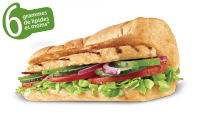 6 grammes
de lipides
et moins*